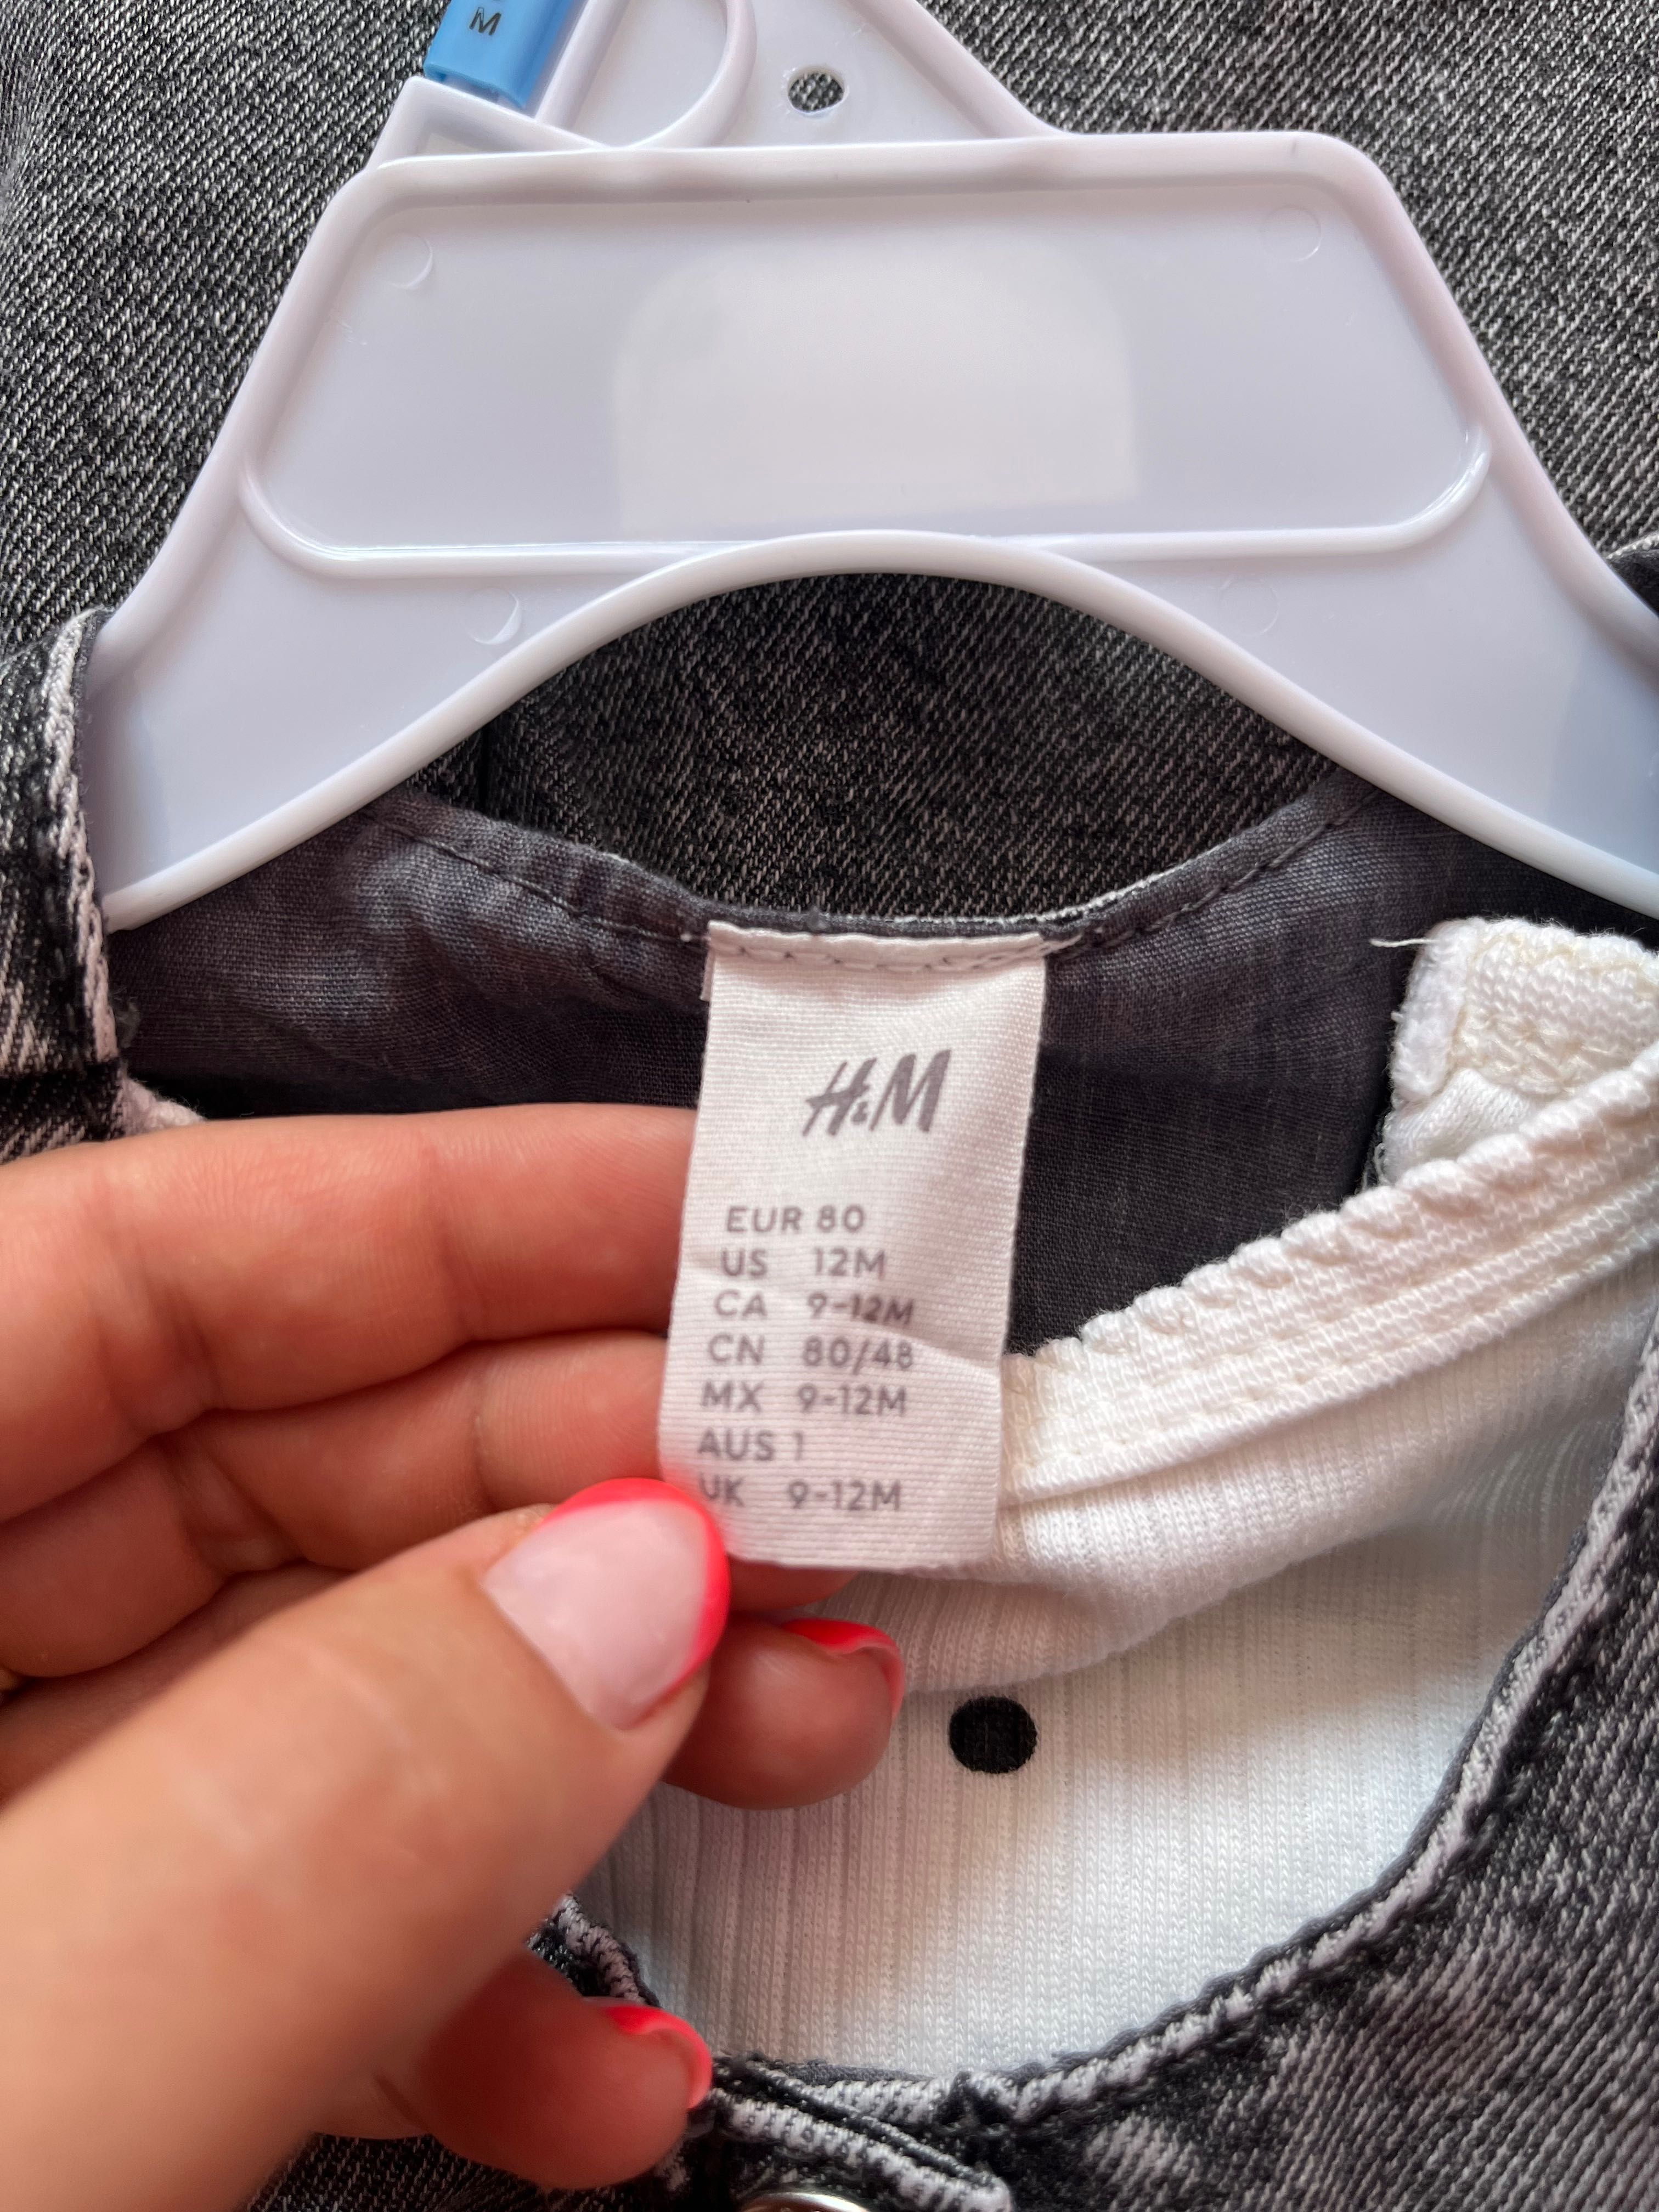 M
H&M
EUR 80
US 12M
CA 9-12M
CN 80/48
MX 9-12M
AUS 1
UK 9-12M